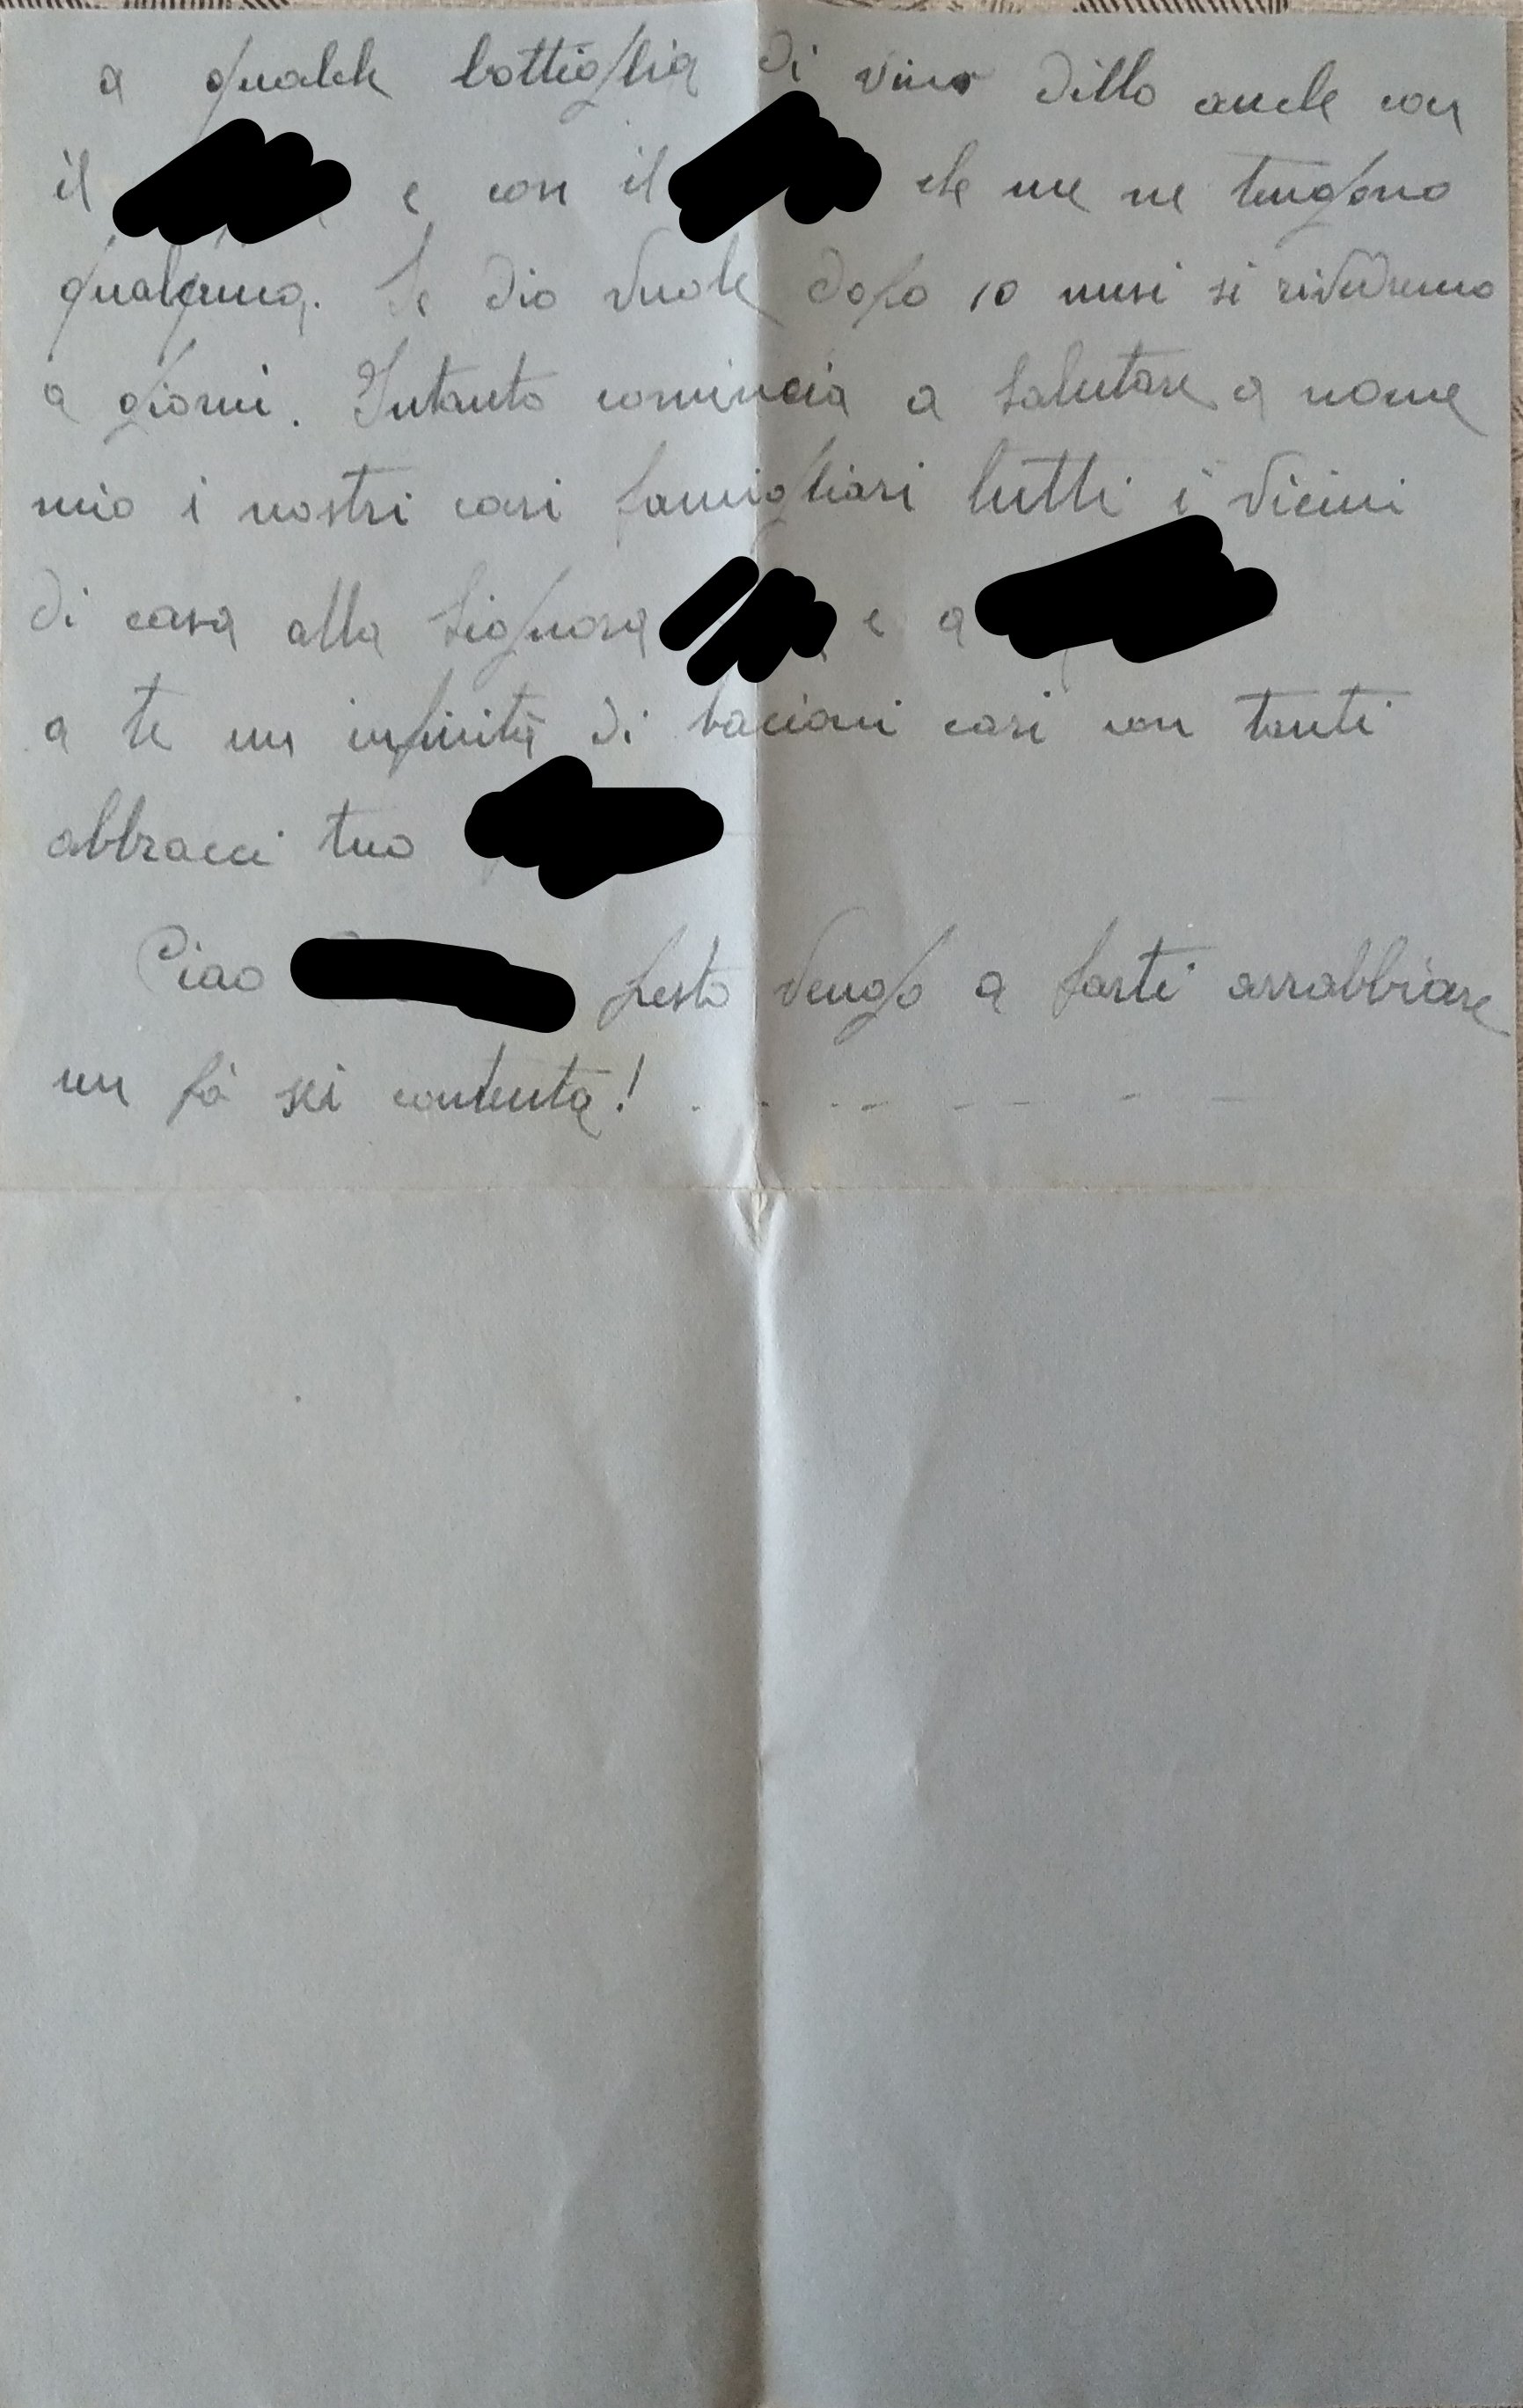 a qualche bottiglia di vino dillo anche con
il e con il che me ne tengono
qualcuna. Se dio vuole dopo 10 mesi si rivedremo
a giorni. Intanto comincia a salutare a nome
mio i nostri cari famigliari tutti i vicini
di casa alla Signora e a
a te un infinità di bacioni cari con tanti
abbracci tuo
Ciao presto vengo a farti arrabbiare
un pò sei contenta!